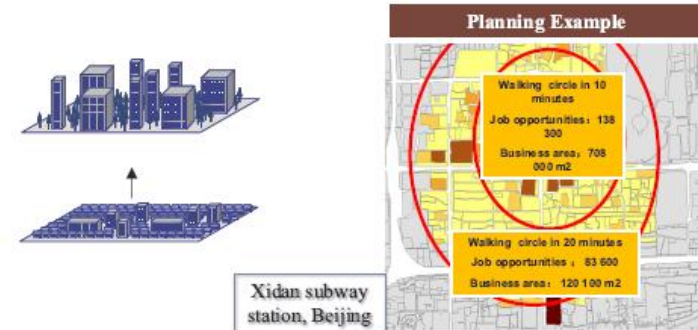 Planning Example
Walking circle in 10
minutes
Job opportunities：138
300
Business area：708
000 m2
Walking circle in 20 minutes
Job opportunities ：83 600
Business area： 120 100 m2
Xidan subway
station, Beijing